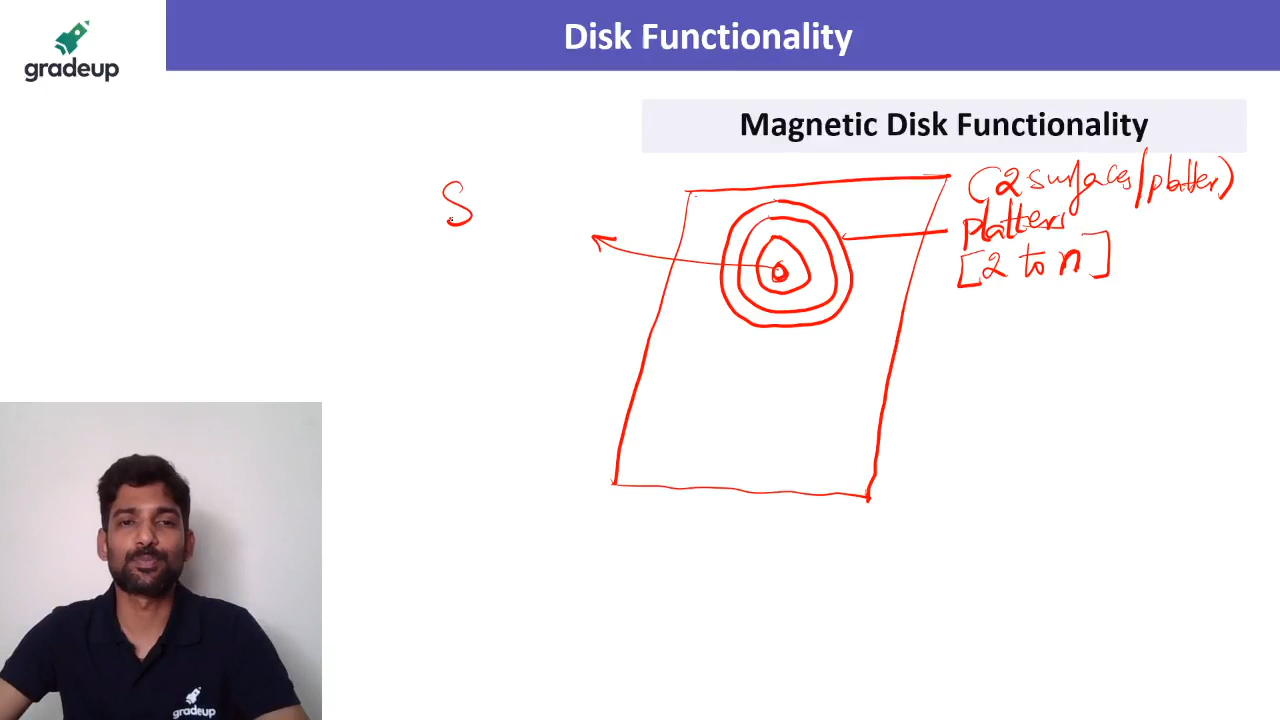 Disk Functionality
gradeup
Magnetic Disk Functionality
(2 surfaces/platter)
platters
[2 to n]
S
gradeup